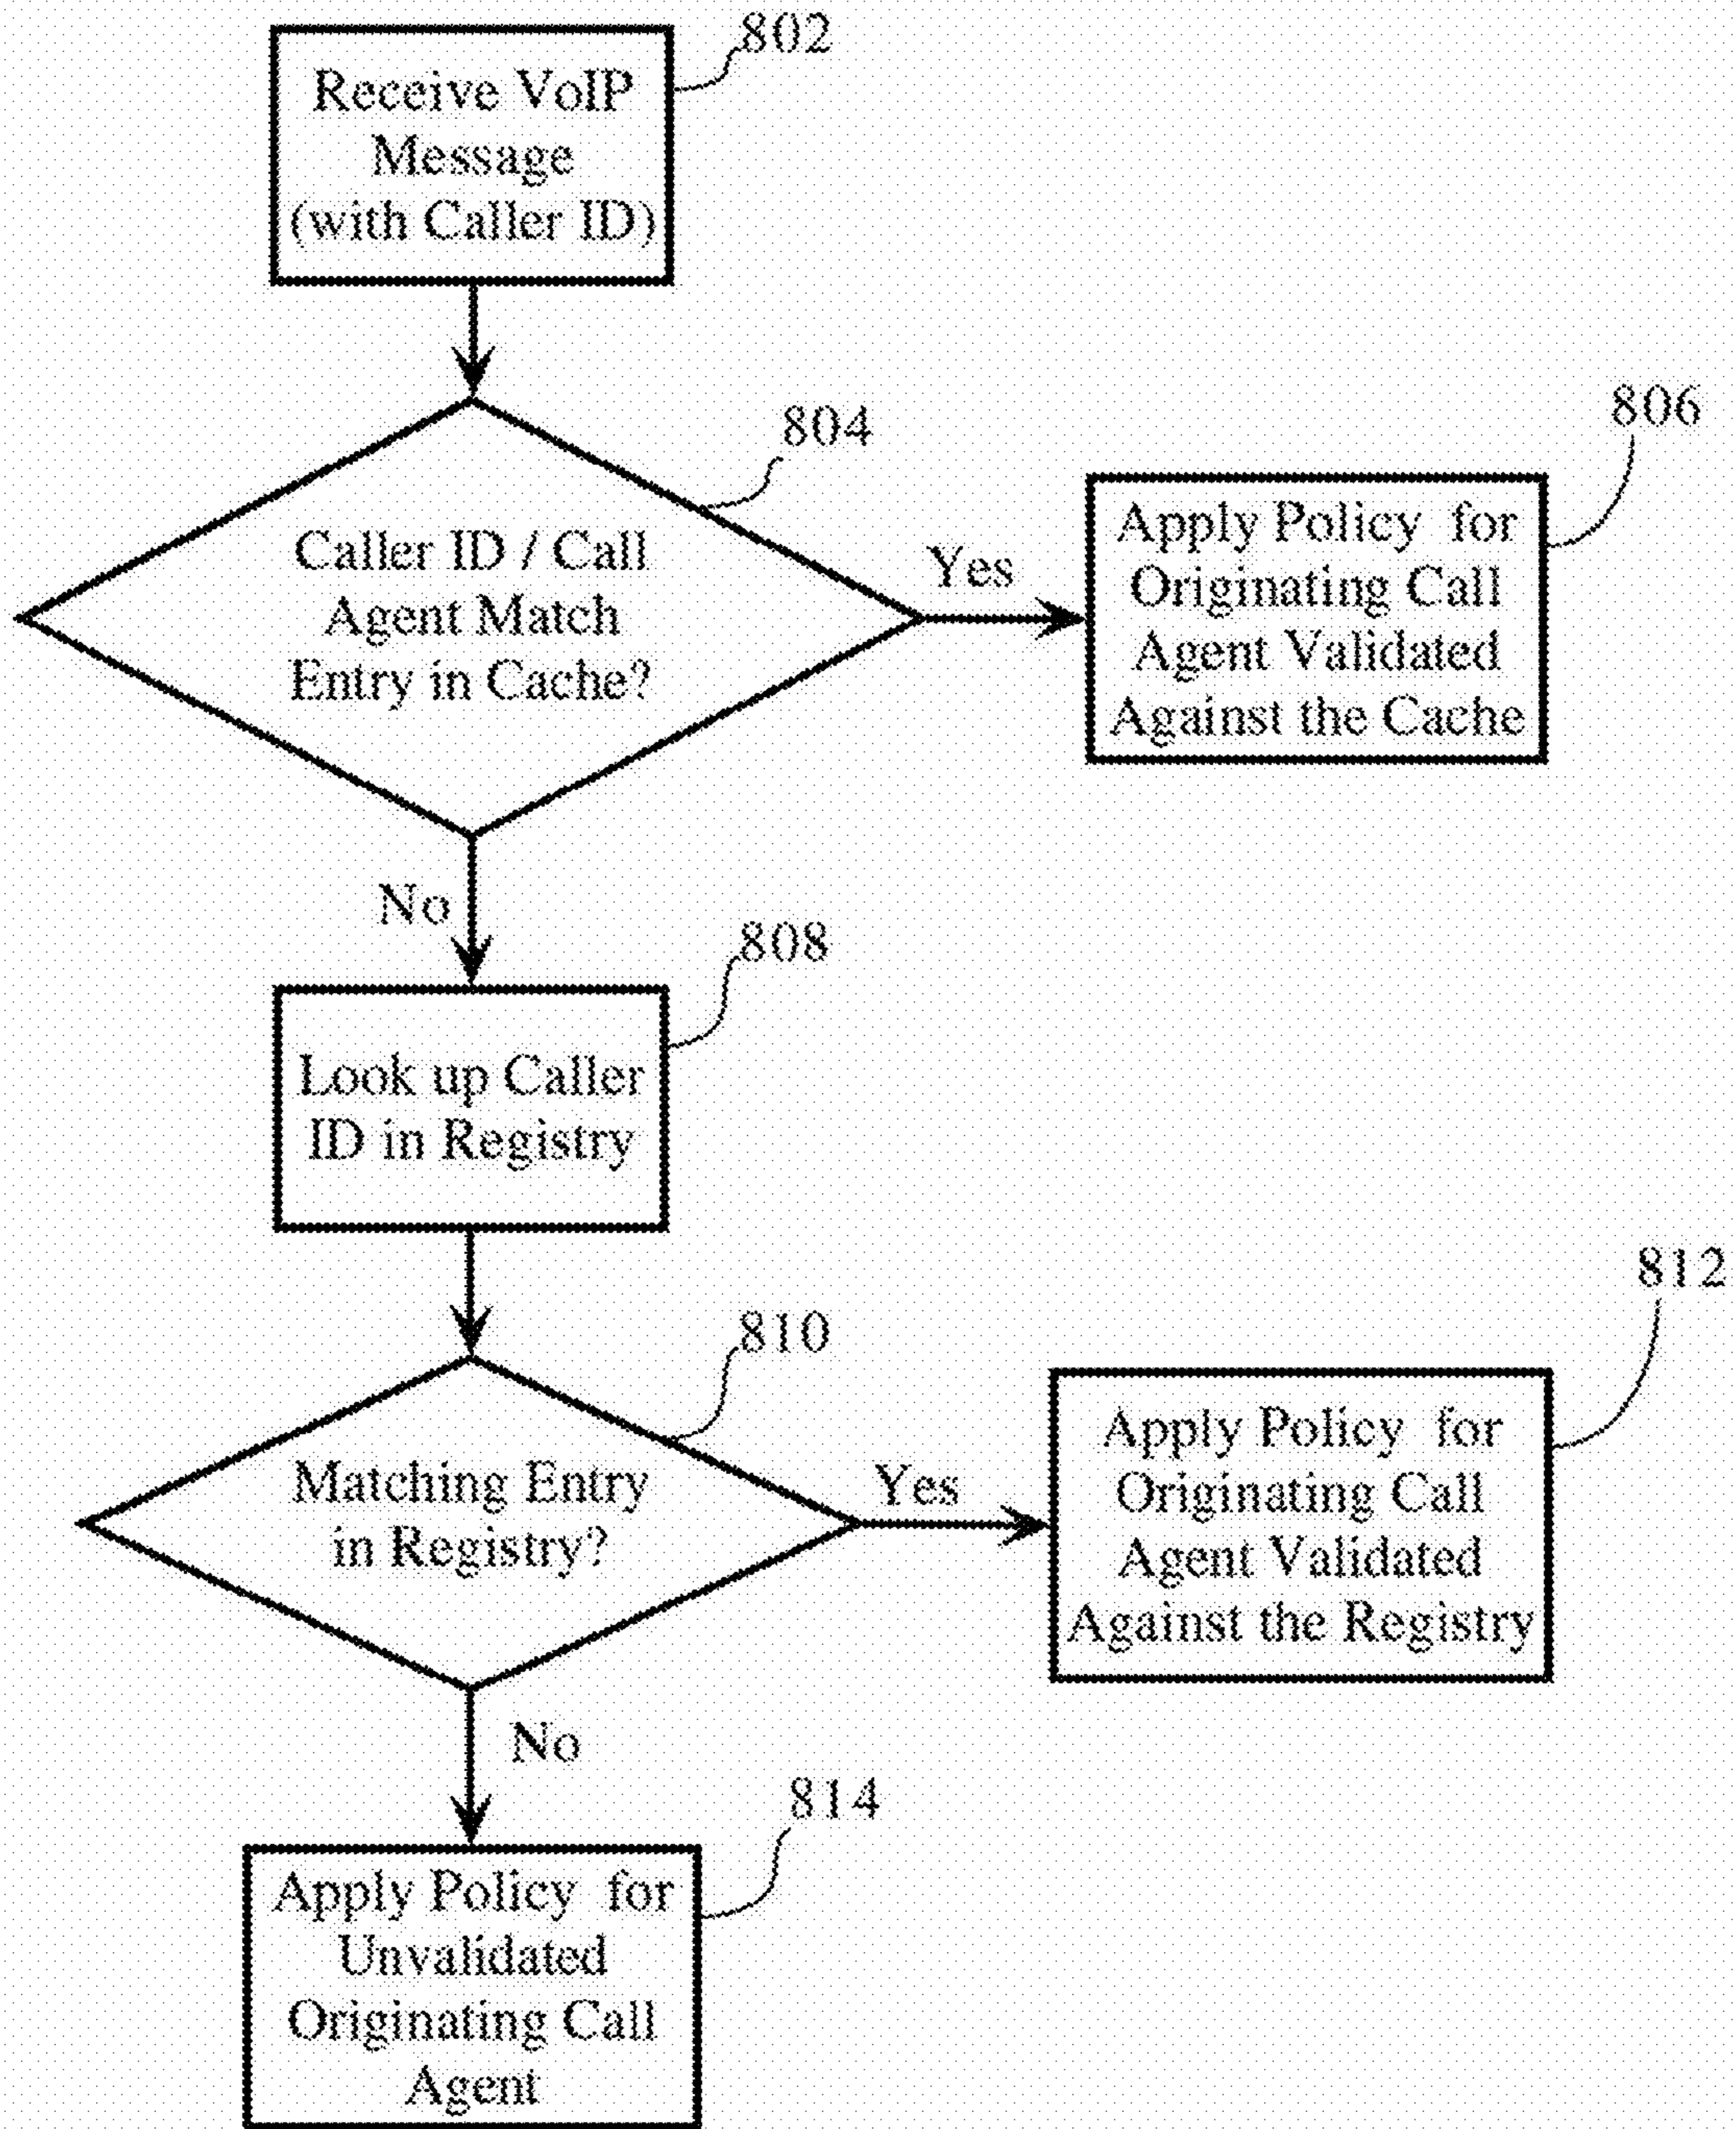 802
Receive VoIP
Message
(with Caller ID)
804
Caller ID / Call
Agent Match
Entry in Cache?
Yes
806
Apply Policy for
Originating Call
Agent Validated
Against the Cache
No
808
Look up Caller
ID in Registry
810
Matching Entry
in Registry?
Yes
812
Apply Policy for
Originating Call
Agent Validated
Against the Registry
No
814
Apply Policy for
Unvalidated
Originating Call
Agent